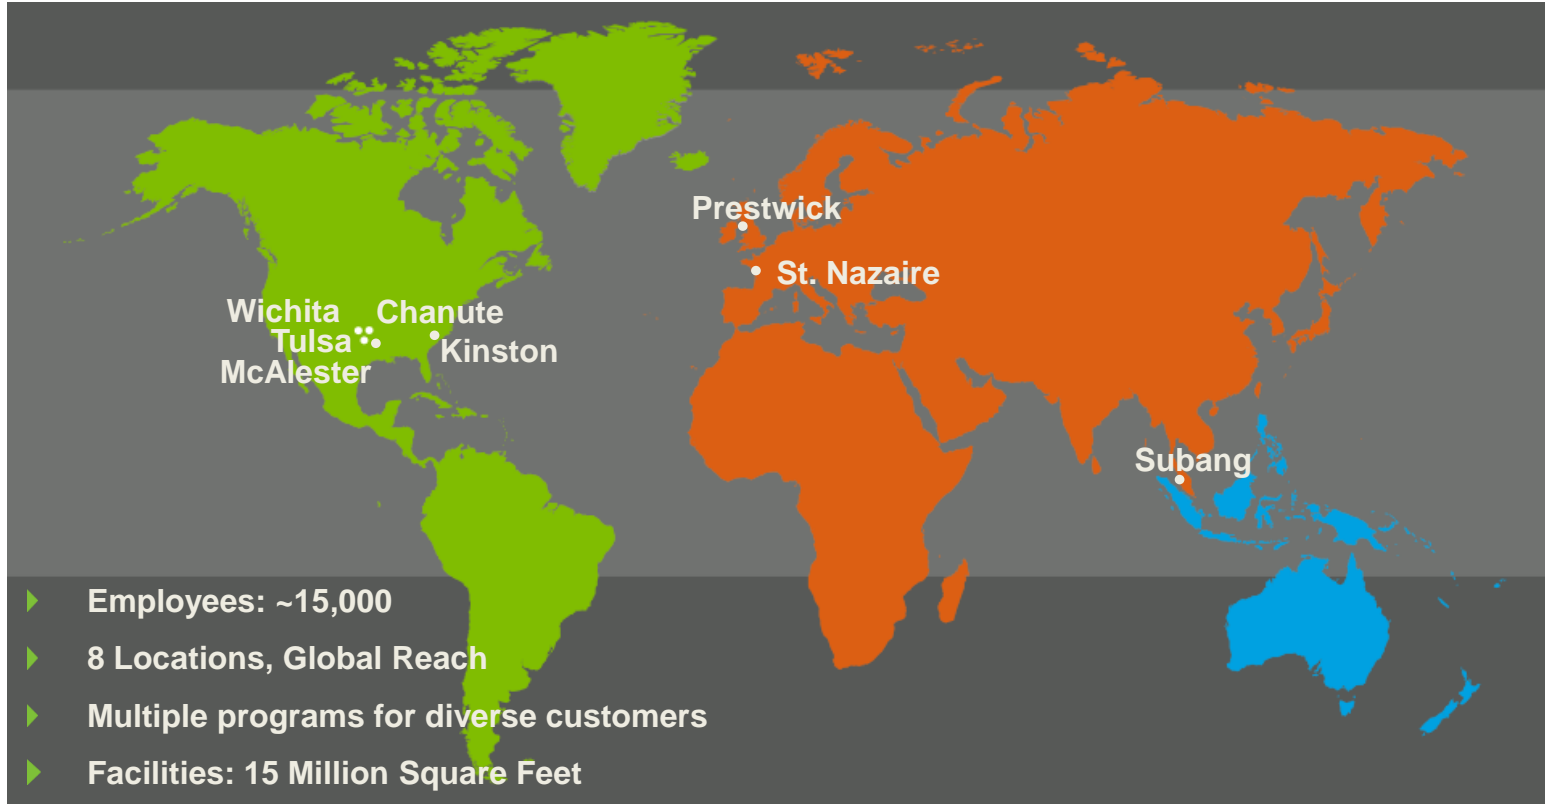 Prestwick
St. Nazaire
Wichita
Chanute
Tulsa
Kinston
McAlester
Subang
Employees: ~15,000
8 Locations, Global Reach
Multiple programs for diverse customers
Facilities: 15 Million Square Feet